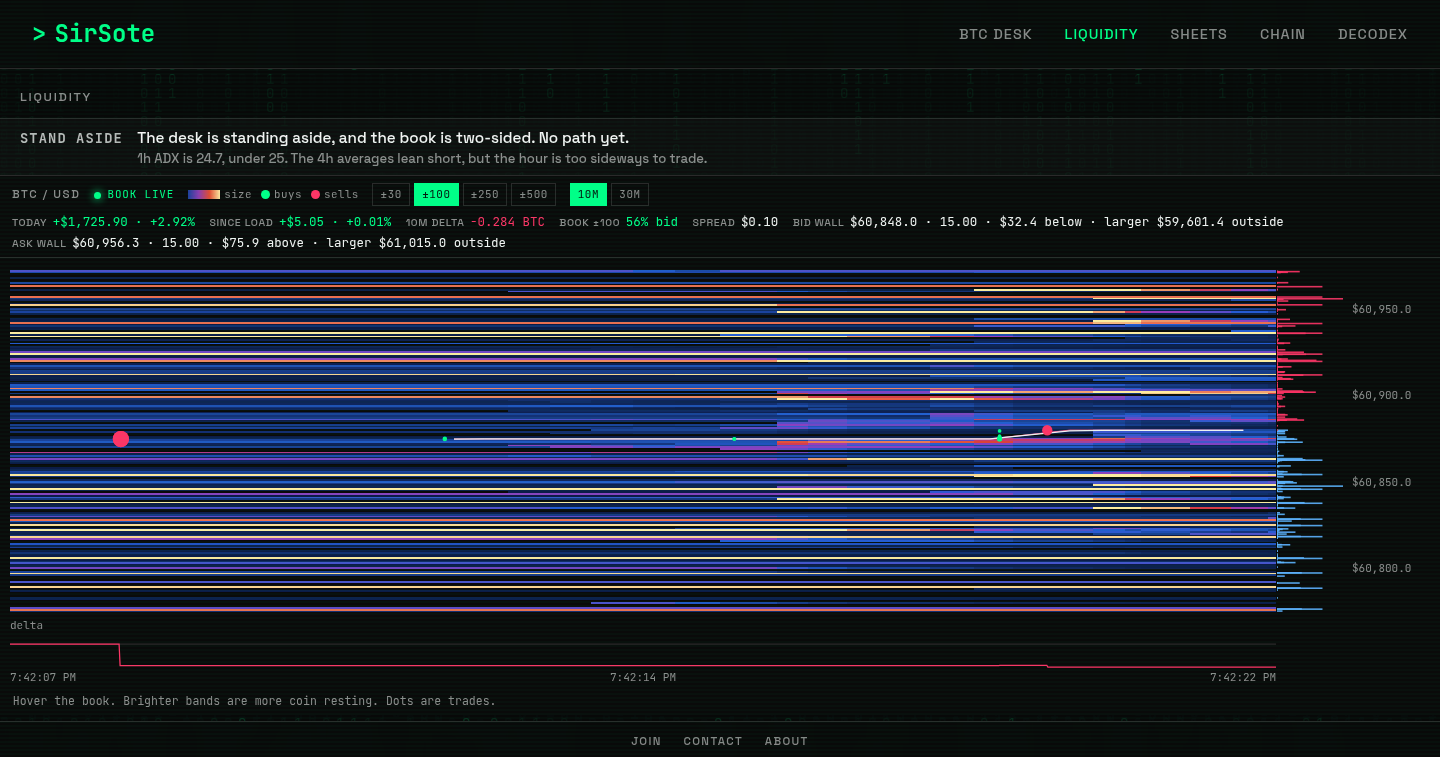 > SirSote
BTC DESK LIQUIDITY SHEETS CHAIN DECODEX
LIQUIDITY
STAND ASIDE The desk is standing aside, and the book is two-sided. No path yet.
1h ADX is 24.7, under 25. The 4h averages lean short, but the hour is too sideways to trade.
BTC / USD BOOK LIVE size buys sells ±30 ±100 ±250 ±500 10M 30M
TODAY +$1,725.90 · +2.92% SINCE LOAD +$5.05 · +0.01% 10M DELTA -0.284 BTC BOOK ±100 56% bid SPREAD $0.10 BID WALL $60,848.0 · 15.00 · $32.4 below · larger $59,601.4 outside
ASK WALL $60,956.3 · 15.00 · $75.9 above · larger $61,015.0 outside
$60,950.0
$60,900.0
$60,850.0
$60,800.0
delta
7:42:07 PM 7:42:14 PM 7:42:22 PM
Hover the book. Brighter bands are more coin resting. Dots are trades.
JOIN CONTACT ABOUT